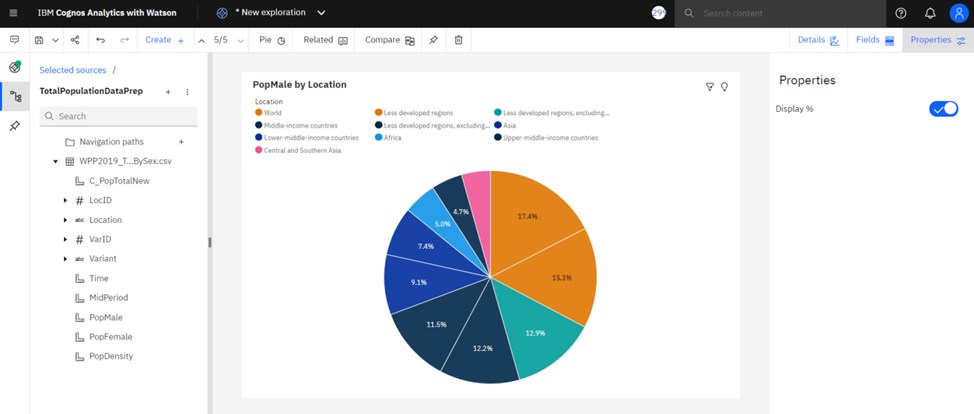 IBM Cognos Analytics with Watson
* New exploration
Search content
Create
5/5
Pie
Related
Compare
Details
Fields
Properties
Selected sources /
TotalPopulationDataPrep
Search
Navigation paths
WPP2019_T...BySex.csv
C_PopTotalNew
# LocID
abc Location
# VarID
abc Variant
Time
MidPeriod
PopMale
PopFemale
PopDensity
PopMale by Location
Location
World
Less developed regions
Less developed regions, excluding...
Middle-income countries
Less developed regions, excluding...
Asia
Lower-middle-income countries
Africa
Upper-middle-income countries
Central and Southern Asia
17.4%
15.3%
12.9%
12.2%
11.5%
9.1%
7.4%
5.0%
4.7%
Properties
Display %